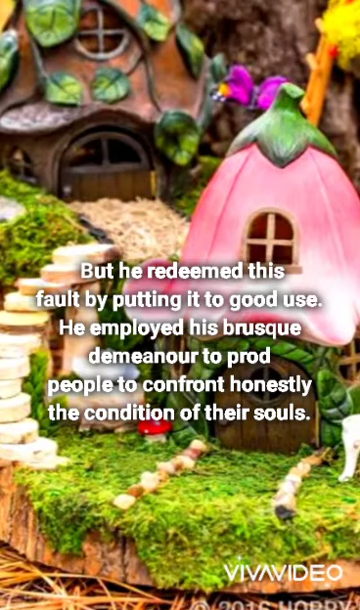 But he redeemed this
fault by putting it to good use.
He employed his brusque
demeanour to prod
people to confront honestly
the condition of their souls.
VIVAVIDEO